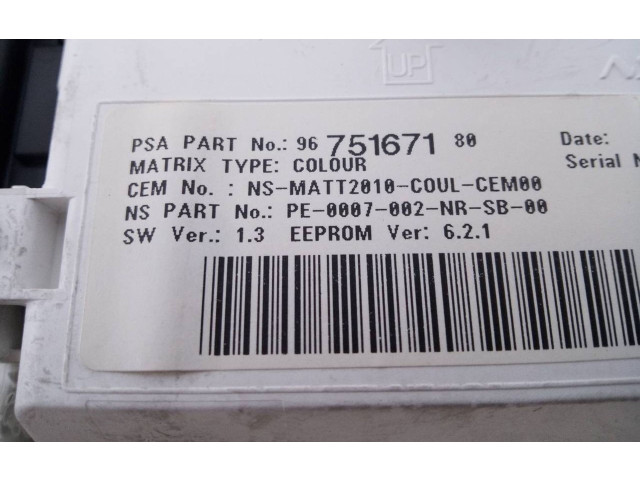 UP
PSA PART No.: 96 751671 80 Date:
MATRIX TYPE: COLOUR Serial N
CEM No. : NS-MATT2010-COUL-CEM00
NS PART No.: PE-0007-002-NR-SB-00
SW Ver.: 1.3 EEPROM Ver: 6.2.1